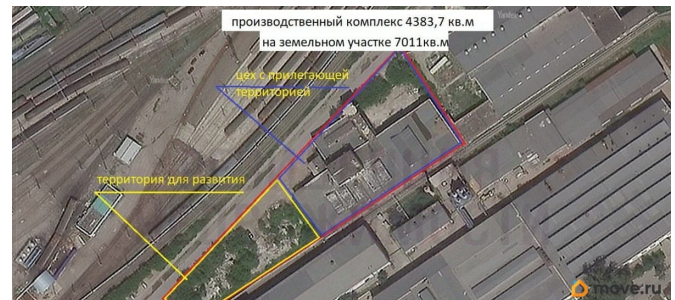 производственный комплекс 4383,7 кв.м
на земельном участке 7011кв.м
цех с прилегающей
территорией
территория для развития
move.ru